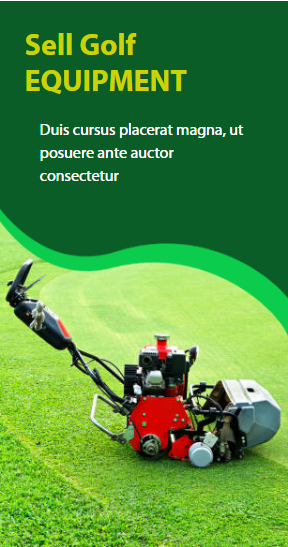 Sell Golf
EQUIPMENT
Duis cursus placerat magna, ut
posuere ante auctor
consectetur